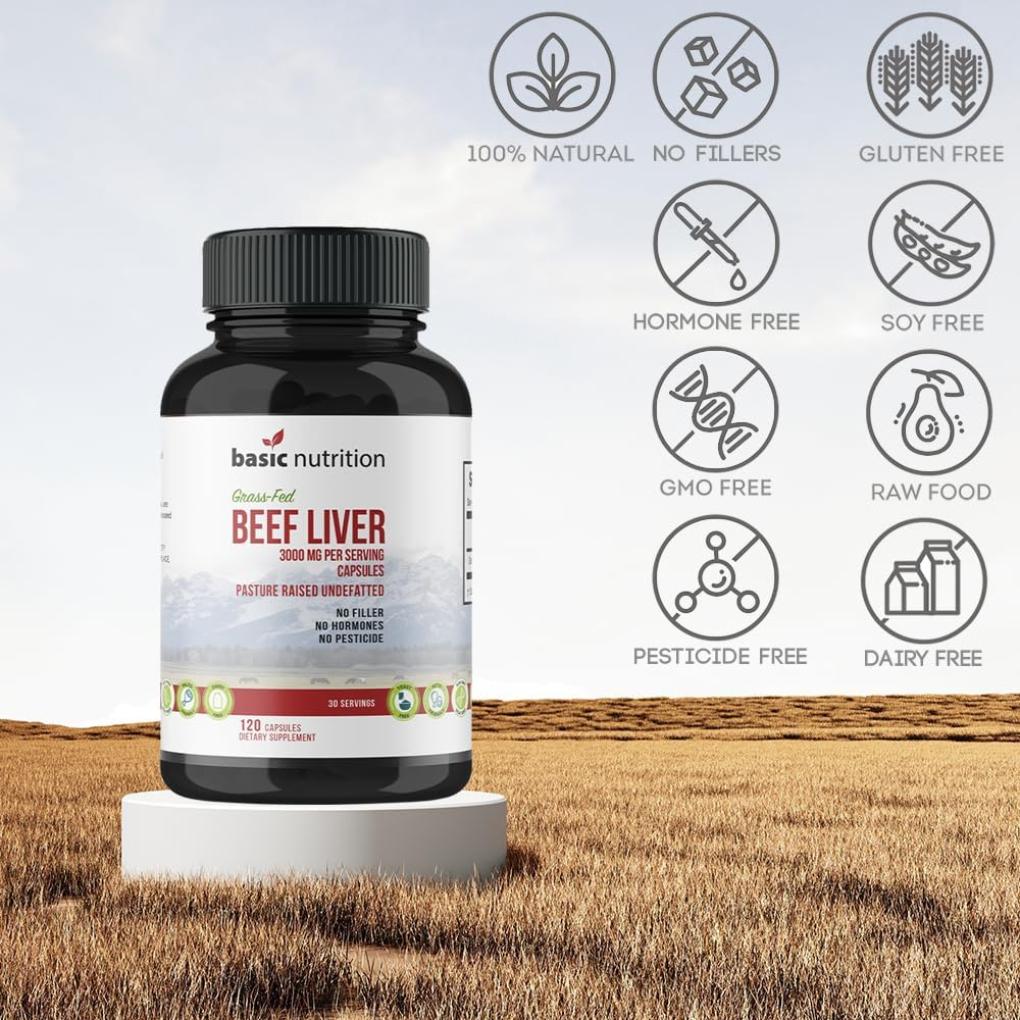 100% NATURAL
NO FILLERS
GLUTEN FREE
HORMONE FREE
SOY FREE
GMO FREE
RAW FOOD
PESTICIDE FREE
DAIRY FREE
basic nutrition
Grass-Fed
BEEF LIVER
3000 MG PER SERVING
CAPSULES
PASTURE RAISED UNDEFATTED
NO FILLER
NO HORMONES
NO PESTICIDE
30 SERVINGS
120 CAPSULES
DIETARY SUPPLEMENT